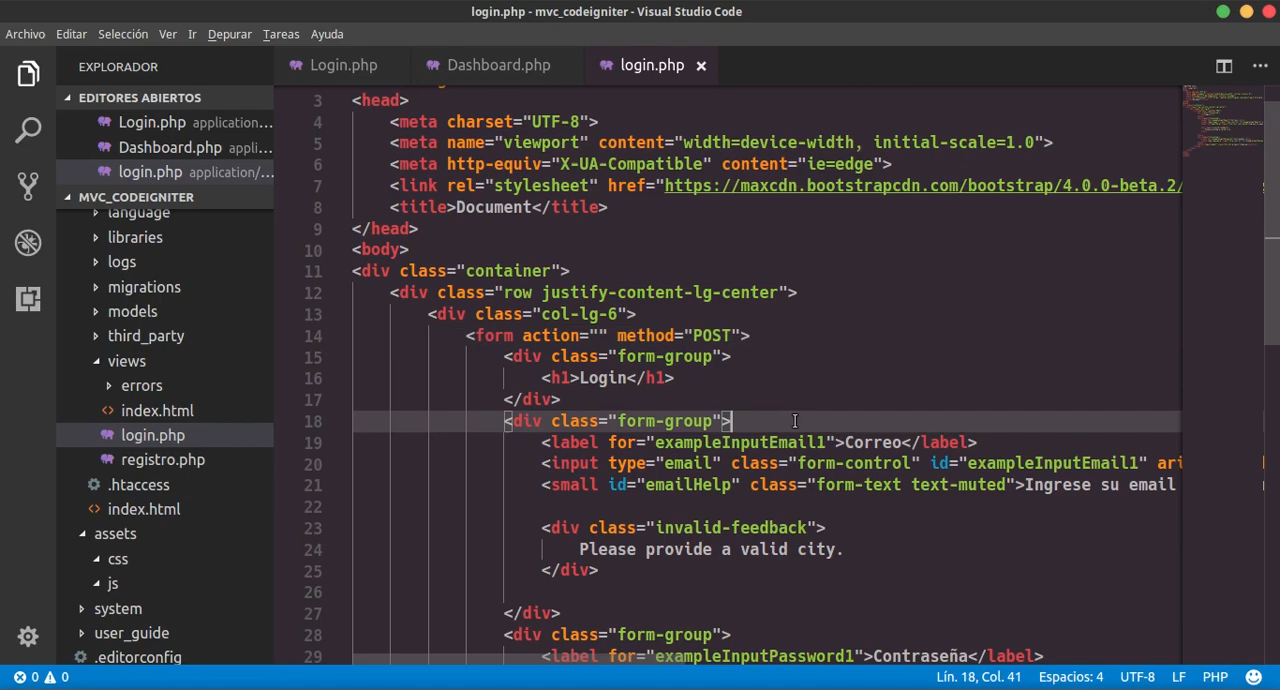 login.php - mvc_codeigniter - Visual Studio Code
Archivo Editar Selección Ver Ir Depurar Tareas Ayuda
EXPLORADOR
EDITORES ABIERTOS
Login.php application...
Dashboard.php appli...
login.php application/...
MVC_CODEIGNITER
language
libraries
logs
migrations
models
third_party
views
errors
index.html
login.php
registro.php
.htaccess
index.html
assets
css
js
system
user_guide
.editorconfig
Login.php Dashboard.php login.php ×
3 <head>
4 <meta charset="UTF-8">
5 <meta name="viewport" content="width=device-width, initial-scale=1.0">
6 <meta http-equiv="X-UA-Compatible" content="ie=edge">
7 <link rel="stylesheet" href="https://maxcdn.bootstrapcdn.com/bootstrap/4.0.0-beta.2/
8 <title>Document</title>
9 </head>
10 <body>
11 <div class="container">
12 <div class="row justify-content-lg-center">
13 <div class="col-lg-6">
14 <form action="" method="POST">
15 <div class="form-group">
16 <h1>Login</h1>
17 </div>
18 <div class="form-group">
19 <label for="exampleInputEmail1">Correo</label>
20 <input type="email" class="form-control" id="exampleInputEmail1" ari
21 <small id="emailHelp" class="form-text text-muted">Ingrese su email
22
23 <div class="invalid-feedback">
24 Please provide a valid city.
25 </div>
26
27 </div>
28 <div class="form-group">
29 <label for="exampleInputPassword1">Contraseña</label>
0 0 Lín. 18, Col. 41 Espacios: 4 UTF-8 LF PHP